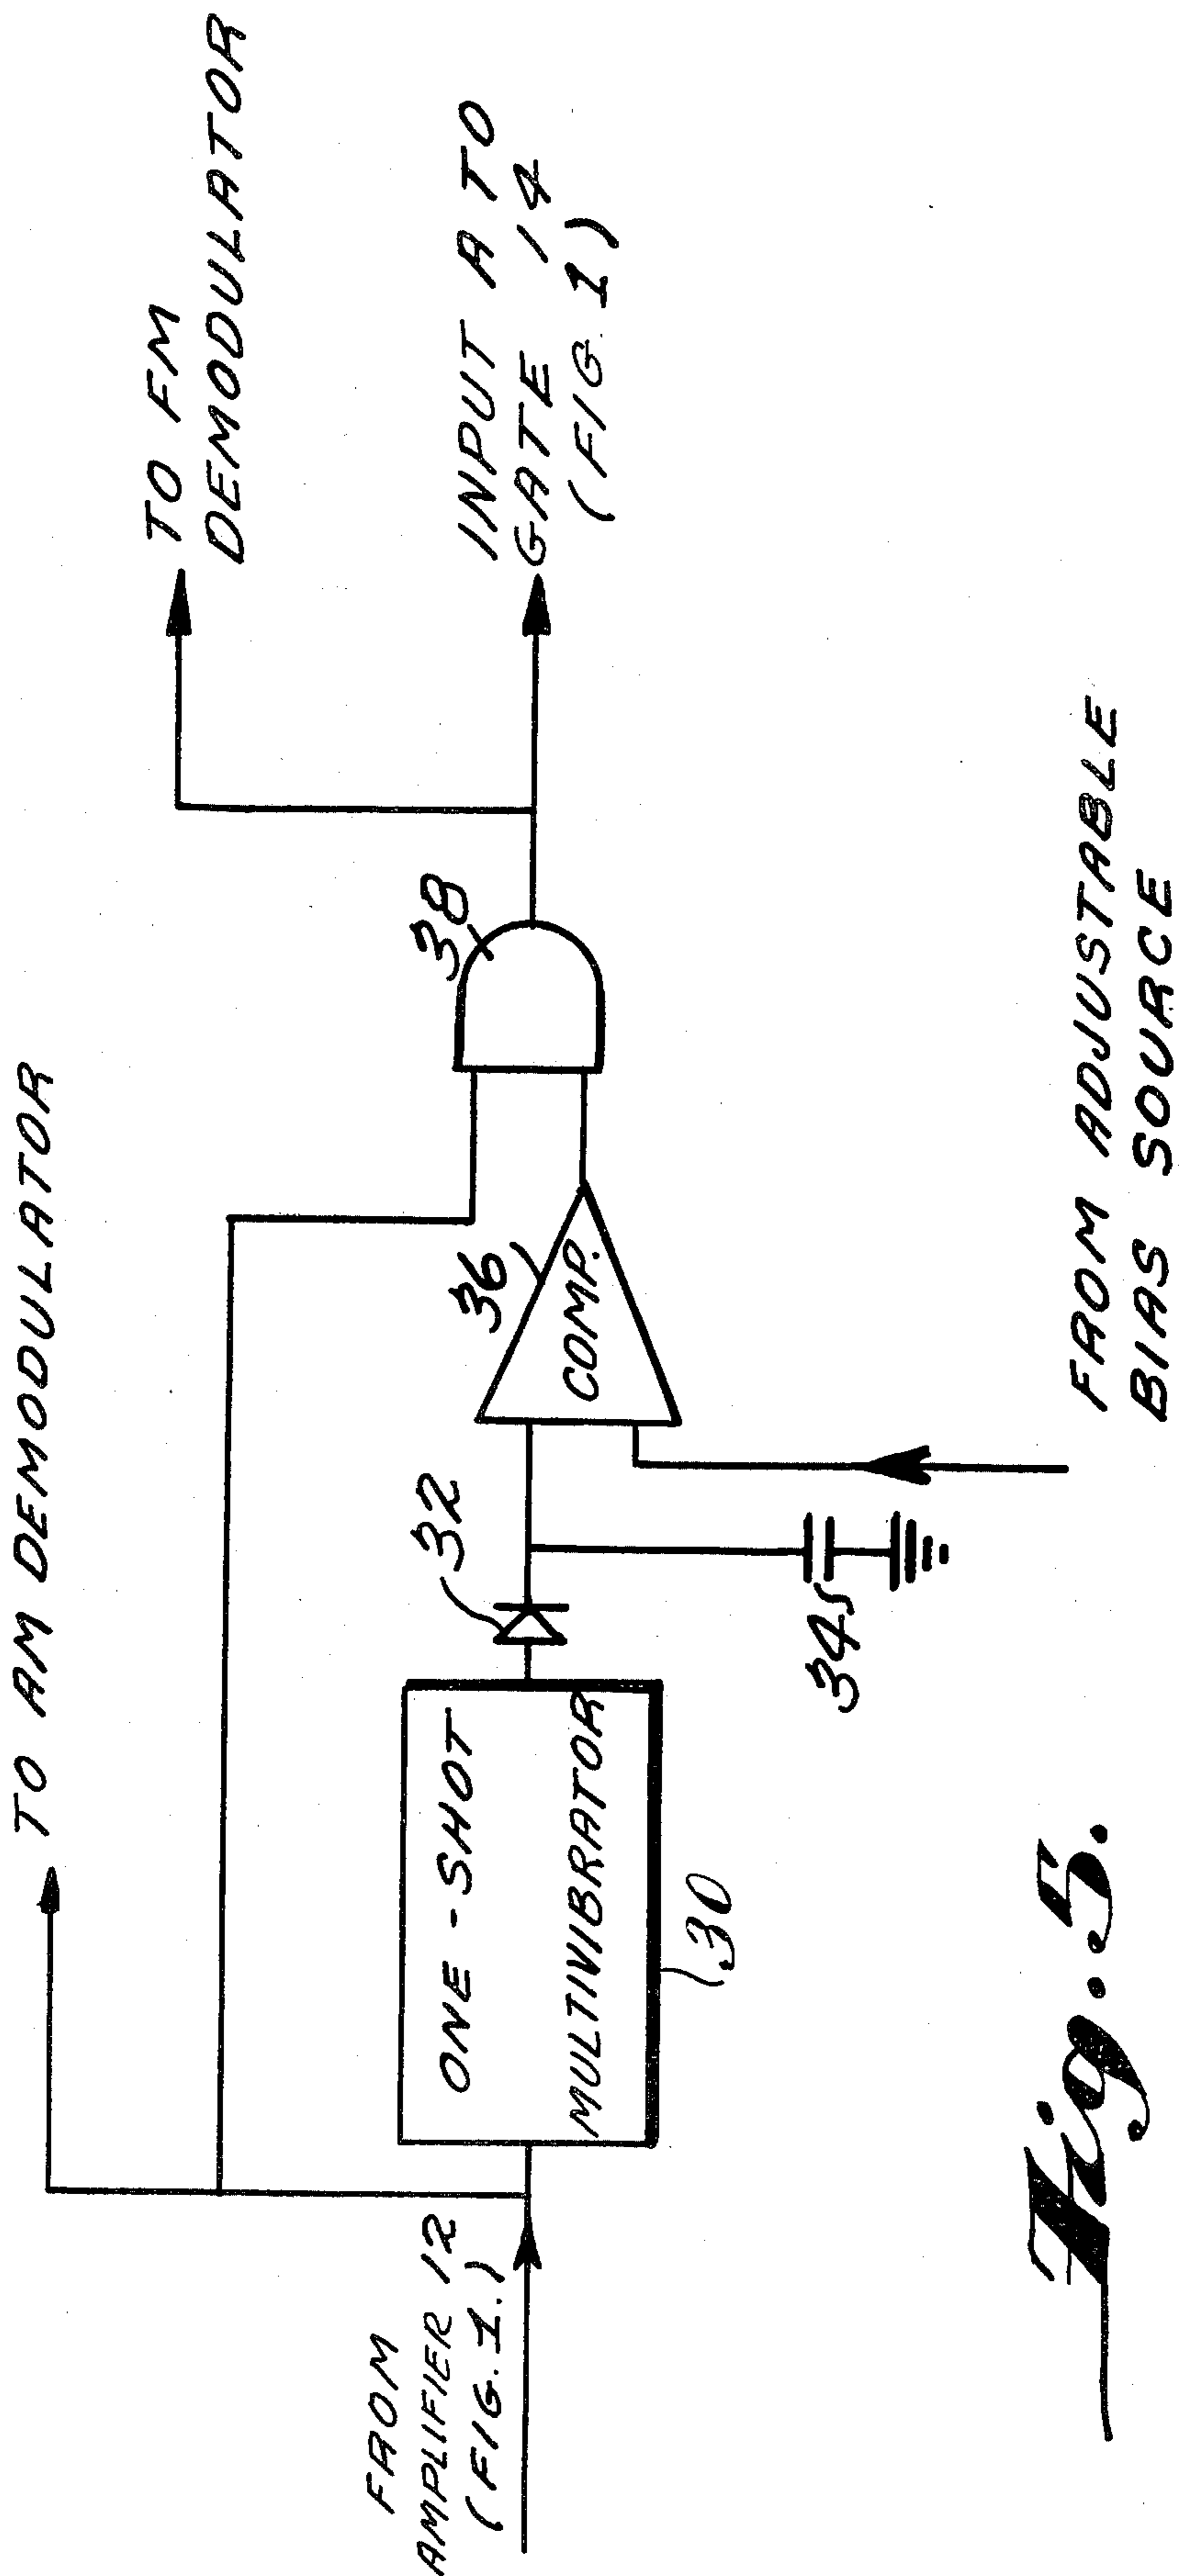 TO AM DEMODULATOR
TO FM
DEMODULATOR
FROM
AMPLIFIER 12
(FIG. 1.)
ONE-SHOT
MULTIVIBRATOR
30
32
34
36
COMP.
38
INPUT A TO
GATE 14
(FIG. 1)
FROM ADJUSTABLE
BIAS SOURCE
Fig. 5.